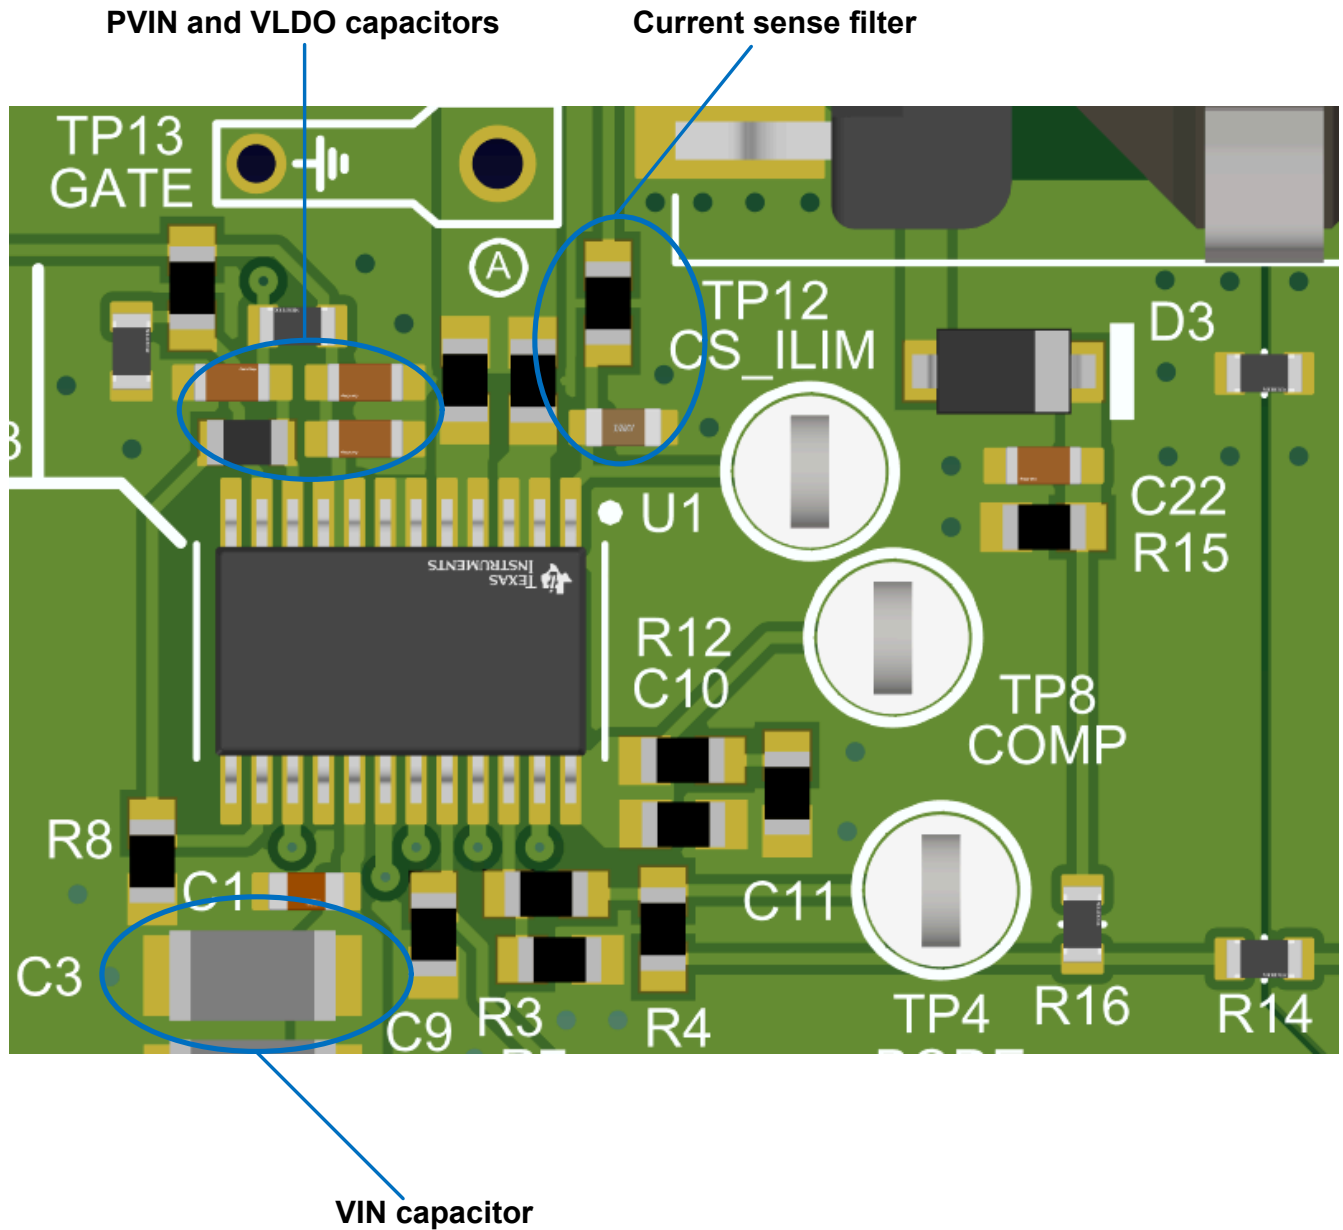 PVIN and VLDO capacitors
Current sense filter
TP13
GATE
A
TP12
CS_ILIM
D3
U1
C22
R15
TEXAS
INSTRUMENTS
R12
C10
TP8
COMP
R8
C1
C11
C3
C9
R3
R4
TP4
R16
R14
VIN capacitor